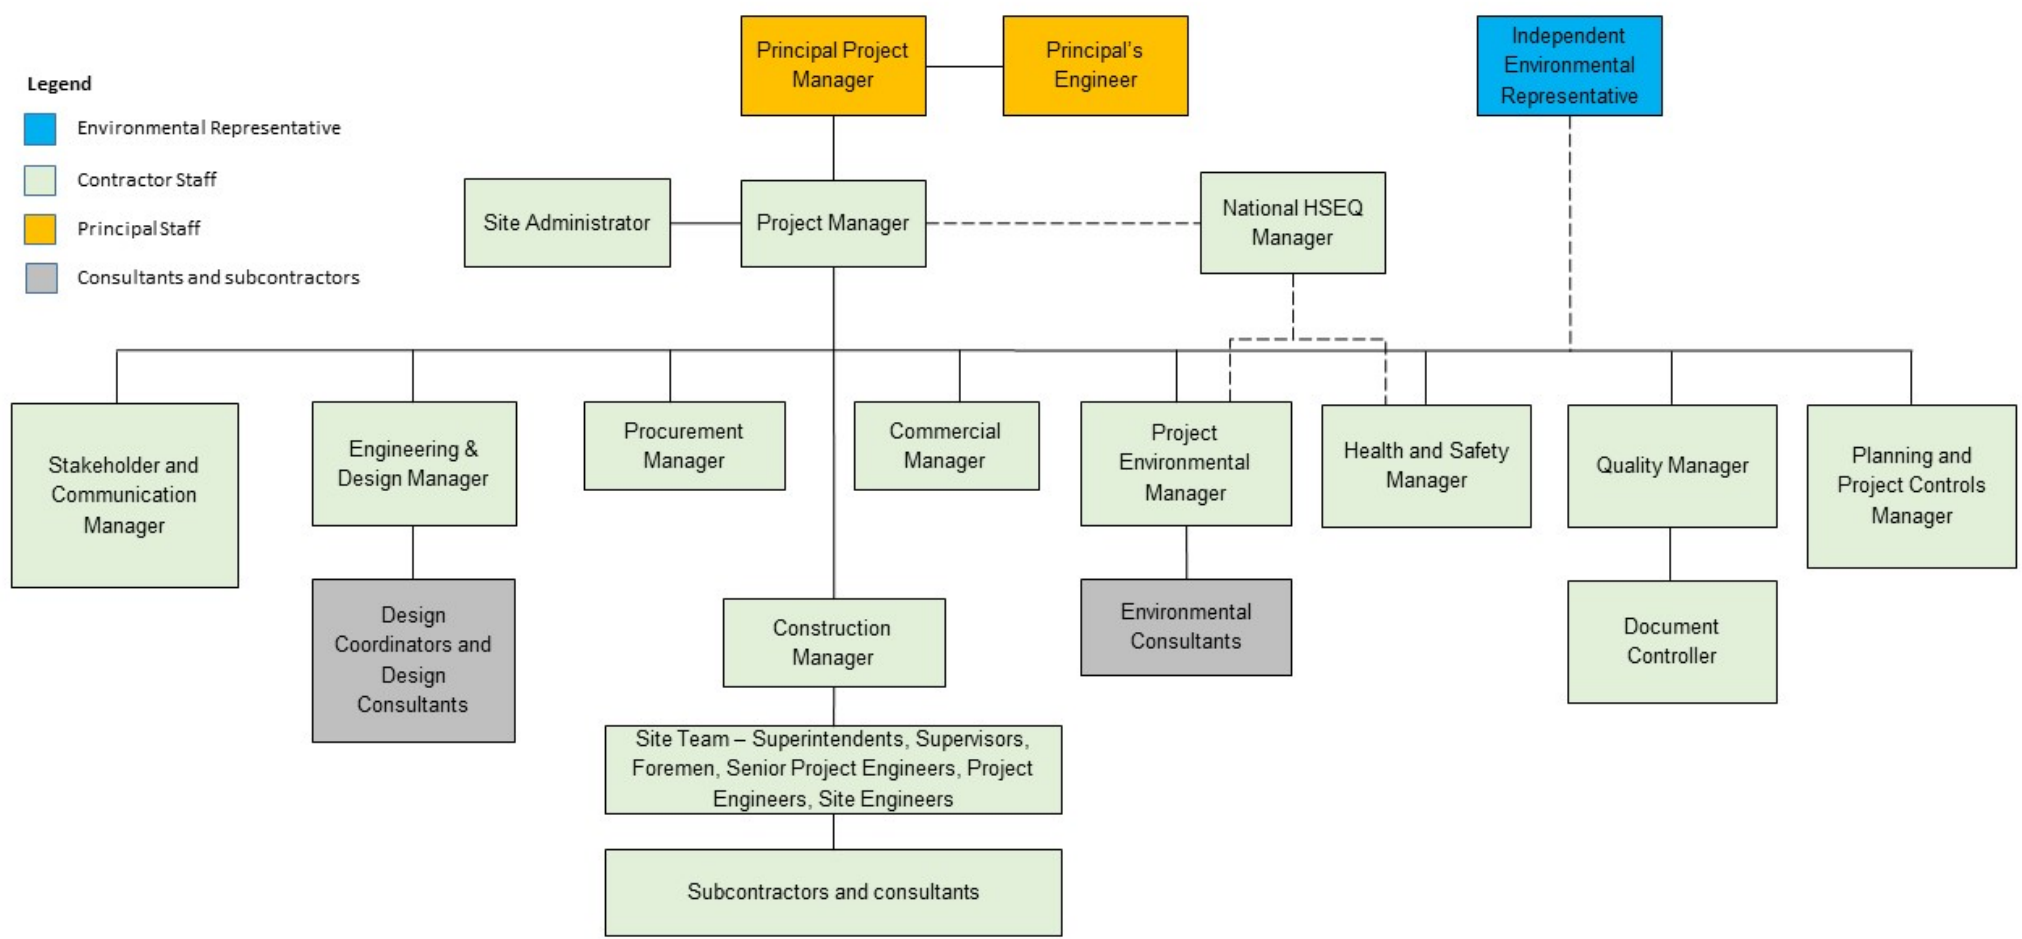 Principal Project
Manager
Principal's
Engineer
Independent
Environmental
Representative
Legend
Environmental Representative
Contractor Staff
Principal Staff
Consultants and subcontractors
Site Administrator
Project Manager
National HSEQ
Manager
Stakeholder and
Communication
Manager
Engineering &
Design Manager
Procurement
Manager
Commercial
Manager
Project
Environmental
Manager
Health and Safety
Manager
Quality Manager
Planning and
Project Controls
Manager
Design
Coordinators and
Design
Consultants
Construction
Manager
Environmental
Consultants
Document
Controller
Site Team – Superintendents, Supervisors,
Foremen, Senior Project Engineers, Project
Engineers, Site Engineers
Subcontractors and consultants